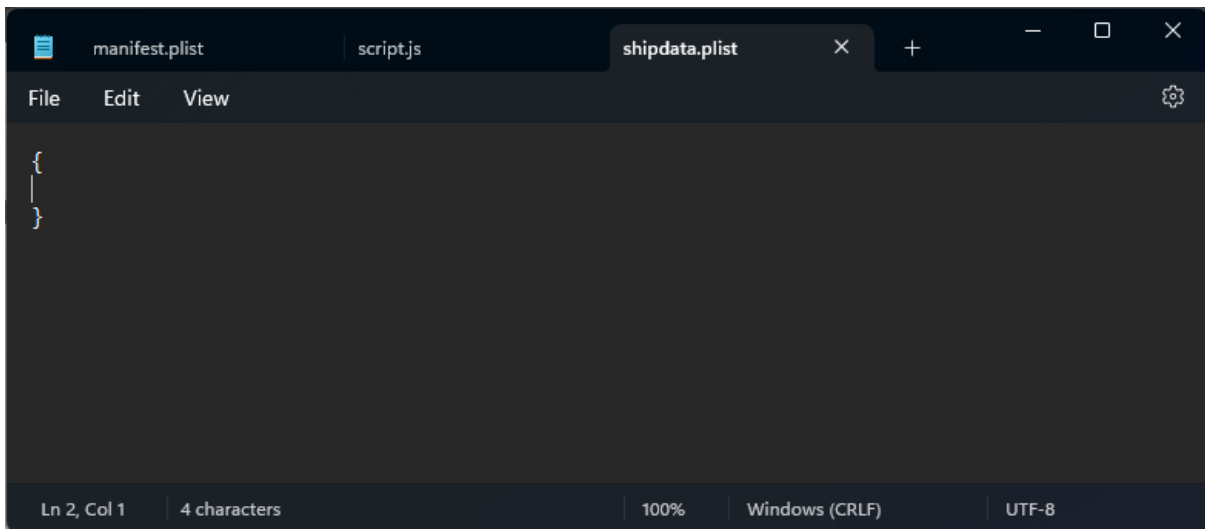 manifest.plist script.js shipdata.plist
File Edit View
{
}
Ln 2, Col 1 4 characters 100% Windows (CRLF) UTF-8